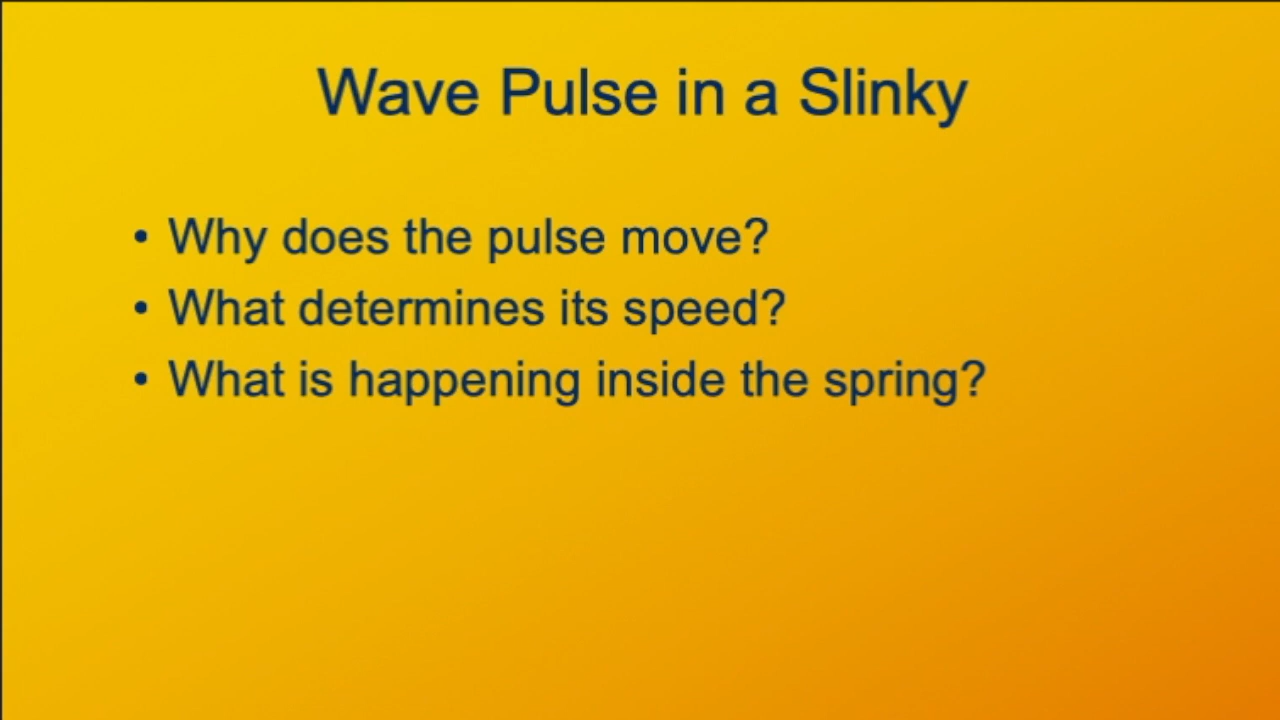 Wave Pulse in a Slinky
• Why does the pulse move?
• What determines its speed?
• What is happening inside the spring?